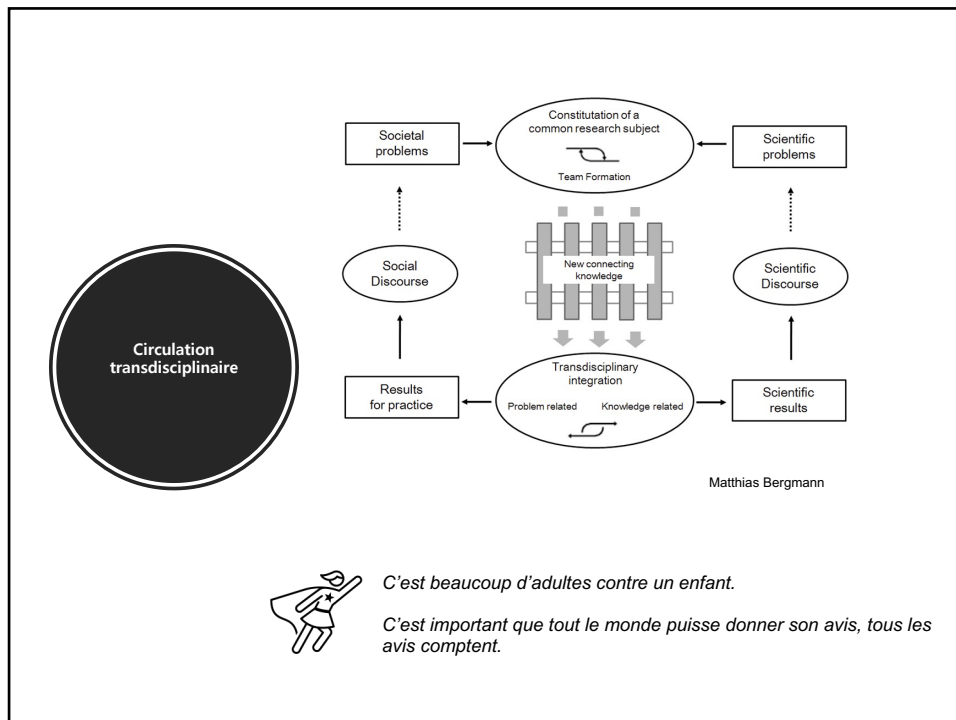 Constitutation of a
common research subject
Team Formation
Societal
problems
Scientific
problems
New connecting
knowledge
Social
Discourse
Scientific
Discourse
Circulation
transdisciplinaire
Transdisciplinary
integration
Problem related
Knowledge related
Results
for practice
Scientific
results
Matthias Bergmann
C’est beaucoup d’adultes contre un enfant.
C’est important que tout le monde puisse donner son avis, tous les
avis comptent.